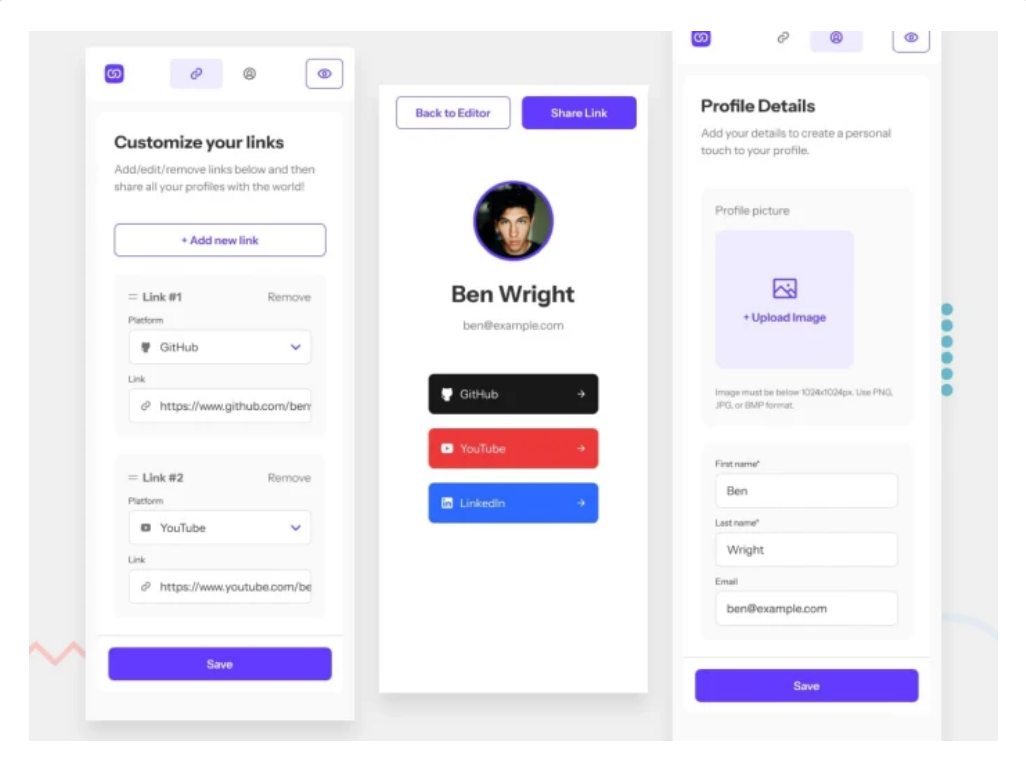 Customize your links
Add/edit/remove links below and then
share all your profiles with the world!
+ Add new link
Link #1
Remove
Platform
GitHub
Link
https://www.github.com/ben
Link #2
Remove
Platform
YouTube
Link
https://www.youtube.com/be
Save
Back to Editor
Share Link
Ben Wright
ben@example.com
GitHub
YouTube
LinkedIn
Profile Details
Add your details to create a personal
touch to your profile.
Profile picture
+ Upload Image
Image must be below 1024x1024px. Use PNG,
JPG, or BMP format.
First name*
Ben
Last name*
Wright
Email
ben@example.com
Save